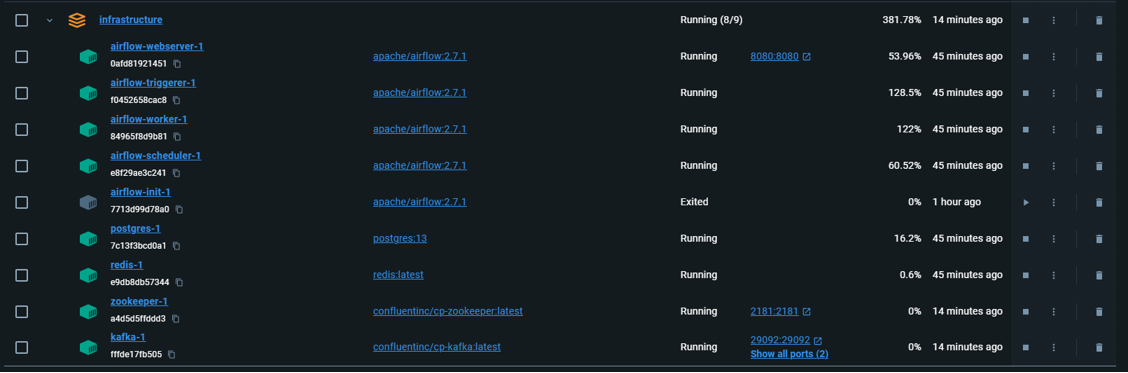 infrastructure Running (8/9) 381.78% 14 minutes ago
airflow-webserver-1
0afd81921451 apache/airflow:2.7.1 Running 8080:8080 53.96% 45 minutes ago
airflow-triggerer-1
f0452658cac8 apache/airflow:2.7.1 Running 128.5% 45 minutes ago
airflow-worker-1
84965f8d9b81 apache/airflow:2.7.1 Running 122% 45 minutes ago
airflow-scheduler-1
e8f29ae3c241 apache/airflow:2.7.1 Running 60.52% 45 minutes ago
airflow-init-1
7713d99d78a0 apache/airflow:2.7.1 Exited 0% 1 hour ago
postgres-1
7c13f3bcd0a1 postgres:13 Running 16.2% 45 minutes ago
redis-1
e9db8db57344 redis:latest Running 0.6% 45 minutes ago
zookeeper-1
a4d5d5ffddd3 confluentinc/cp-zookeeper:latest Running 2181:2181 0% 14 minutes ago
kafka-1
fffde17fb505 confluentinc/cp-kafka:latest Running 29092:29092 0% 14 minutes ago
Show all ports (2)